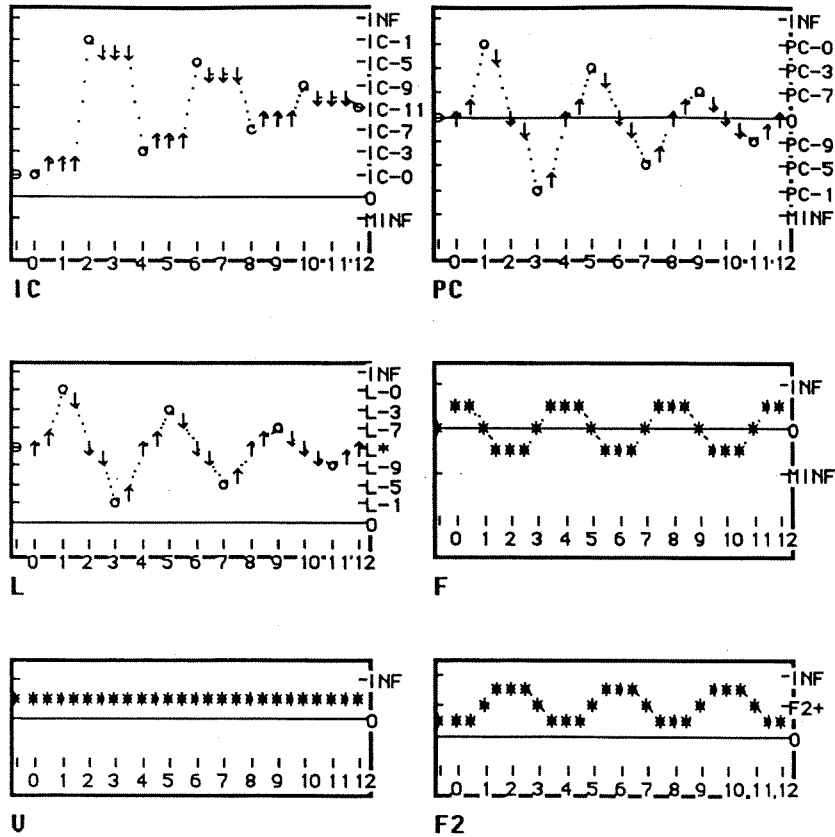 INF
IC-1
IC-5
IC-9
IC-11
IC-7
IC-3
IC-0
0
MINF
0 1 2 3 4 5 6 7 8 9 10 11 12
IC
INF
PC-0
PC-3
PC-7
0
PC-9
PC-5
PC-1
MINF
0 1 2 3 4 5 6 7 8 9 10 11 12
PC
INF
L-0
L-3
L-7
L*
L-9
L-5
L-1
0
0 1 2 3 4 5 6 7 8 9 10 11 12
L
INF
0
MINF
0 1 2 3 4 5 6 7 8 9 10 11 12
F
INF
0
0 1 2 3 4 5 6 7 8 9 10 11 12
U
INF
F2+
0
0 1 2 3 4 5 6 7 8 9 10 11 12
F2